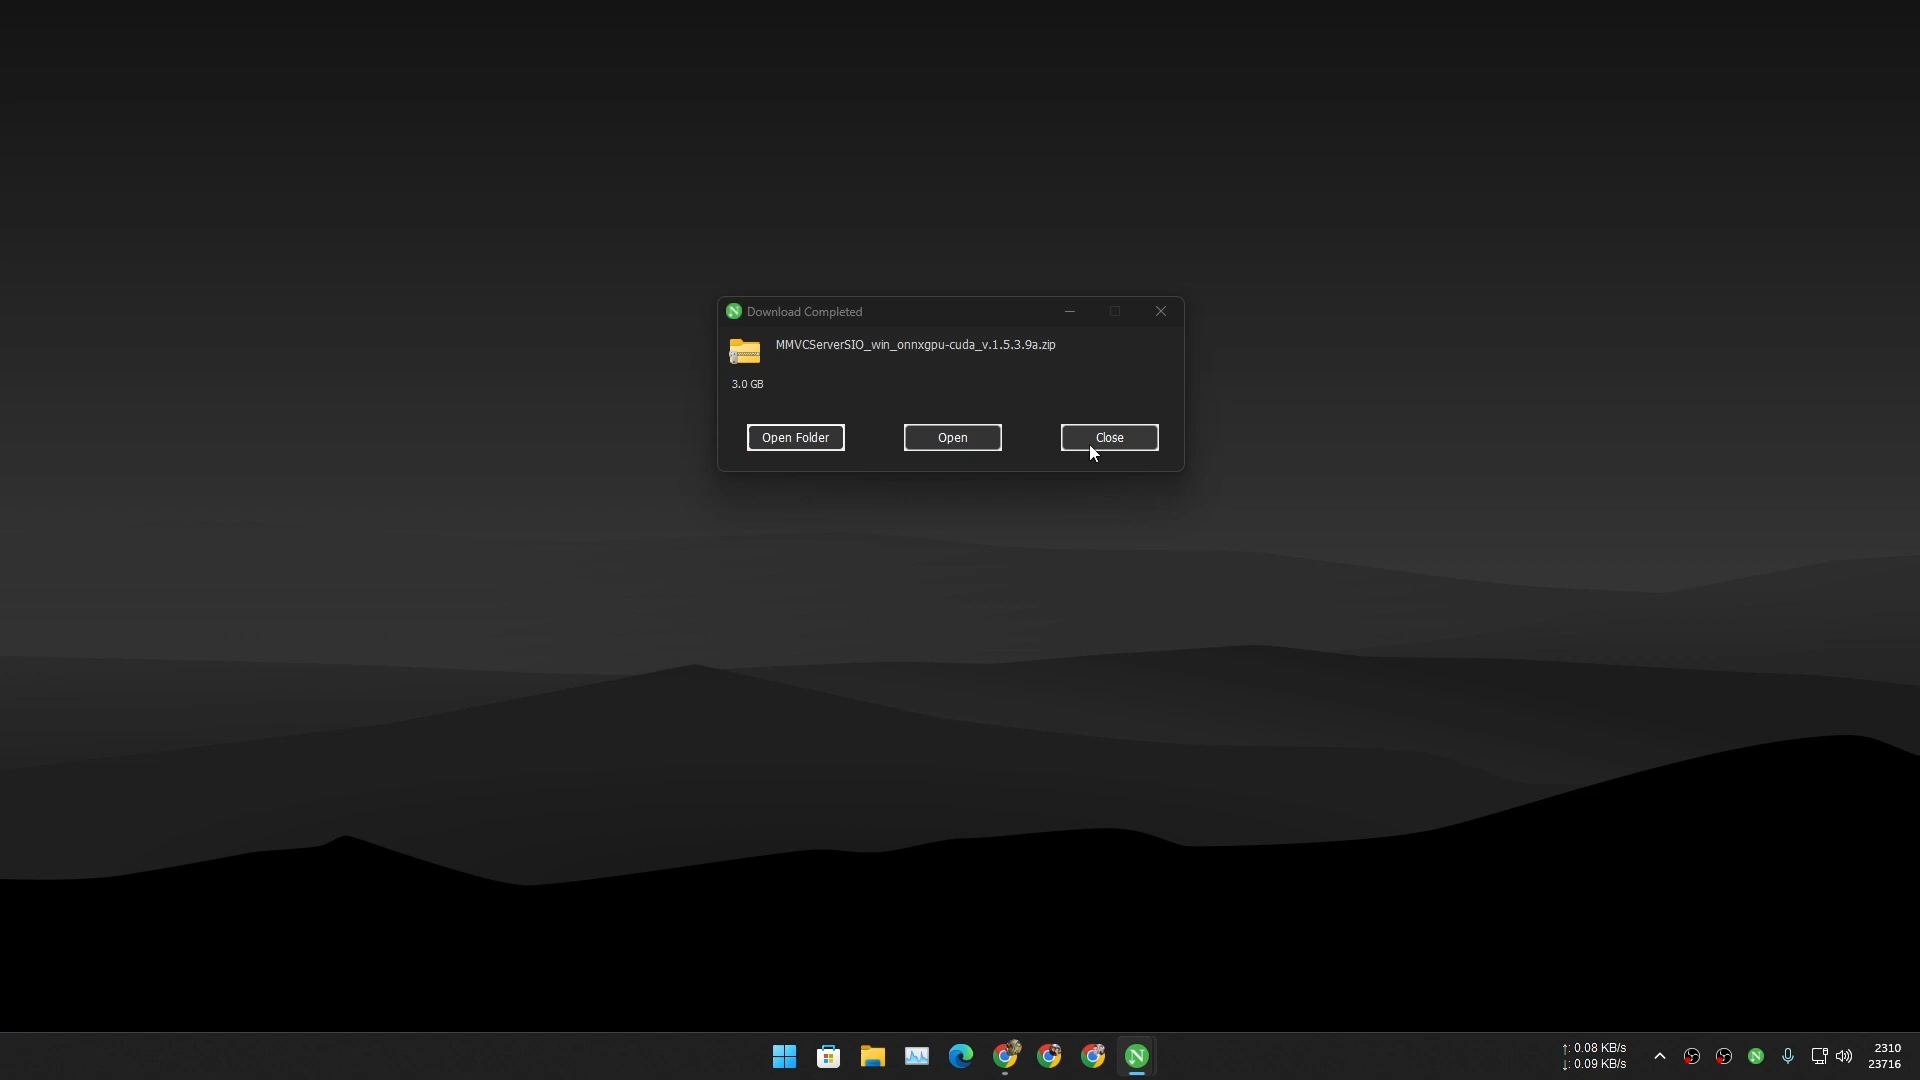 Download Completed
MMVCServerSIO_win_onnxgpu-cuda_v.1.5.3.9a.zip
3.0 GB
Open Folder
Open
Close
↑: 0.08 KB/s
↓: 0.09 KB/s
2310
23716